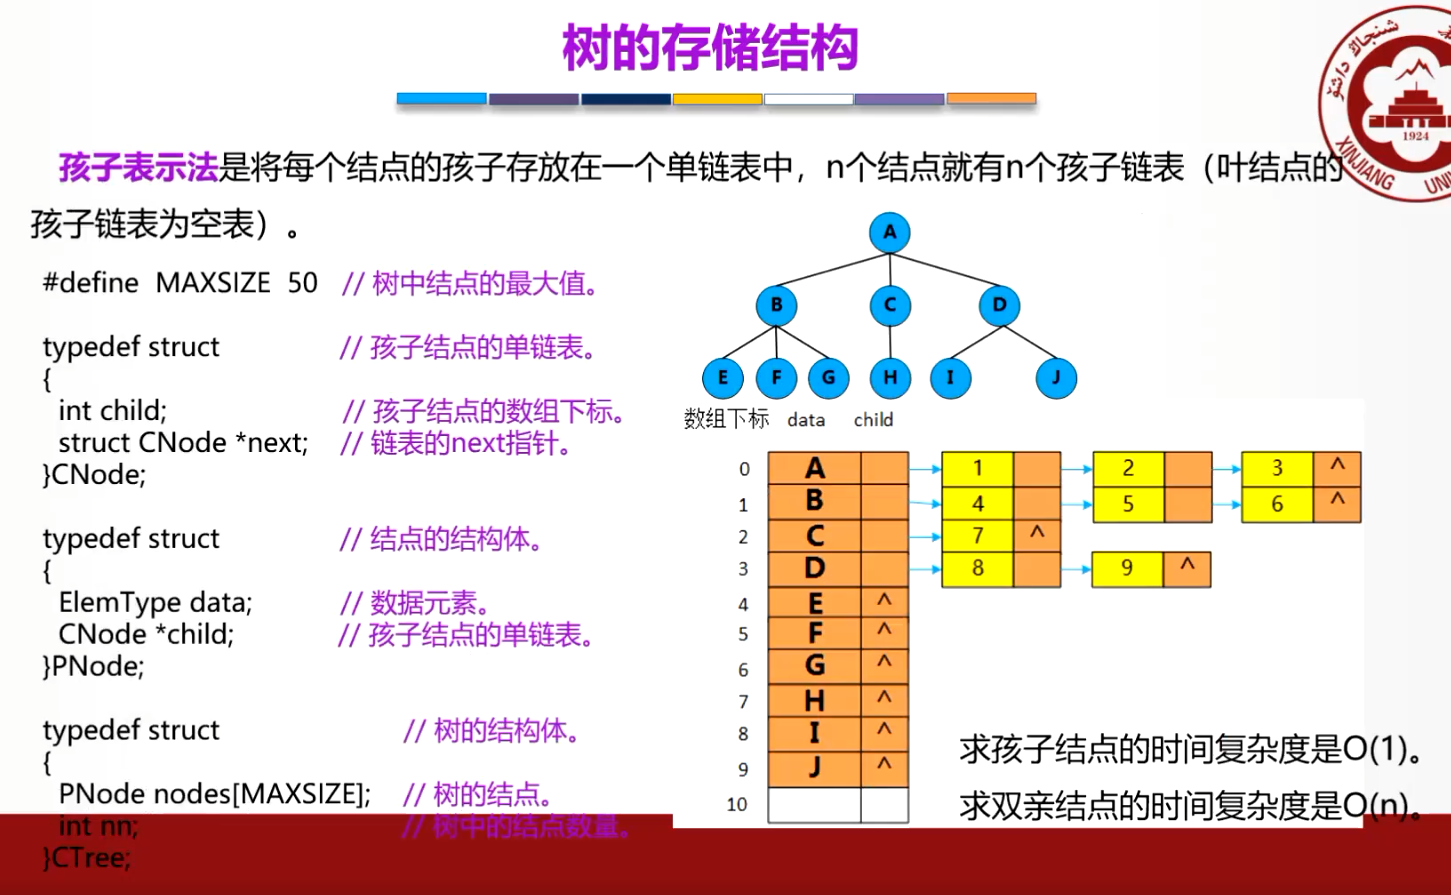 树的存储结构
孩子表示法是将每个结点的孩子存放在一个单链表中，n个结点就有n个孩子链表（叶结点的
孩子链表为空表）。
#define MAXSIZE 50 // 树中结点的最大值。
typedef struct // 孩子结点的单链表。
{
int child; // 孩子结点的数组下标。
struct CNode *next; // 链表的next指针。
}CNode;
typedef struct // 结点的结构体。
{
ElemType data; // 数据元素。
CNode *child; // 孩子结点的单链表。
}PNode;
typedef struct // 树的结构体。
{
PNode nodes[MAXSIZE]; // 树的结点。
int nn; // 树中的结点数量。
}CTree;
A
B C D
E F G H I J
数组下标 data child
0 A 1 2 3 ^
1 B 4 5 6 ^
2 C 7 ^
3 D 8 9 ^
4 E ^
5 F ^
6 G ^
7 H ^
8 I ^
9 J ^
10
求孩子结点的时间复杂度是O(1)。
求双亲结点的时间复杂度是O(n)。
1924
XINJIANG UNI